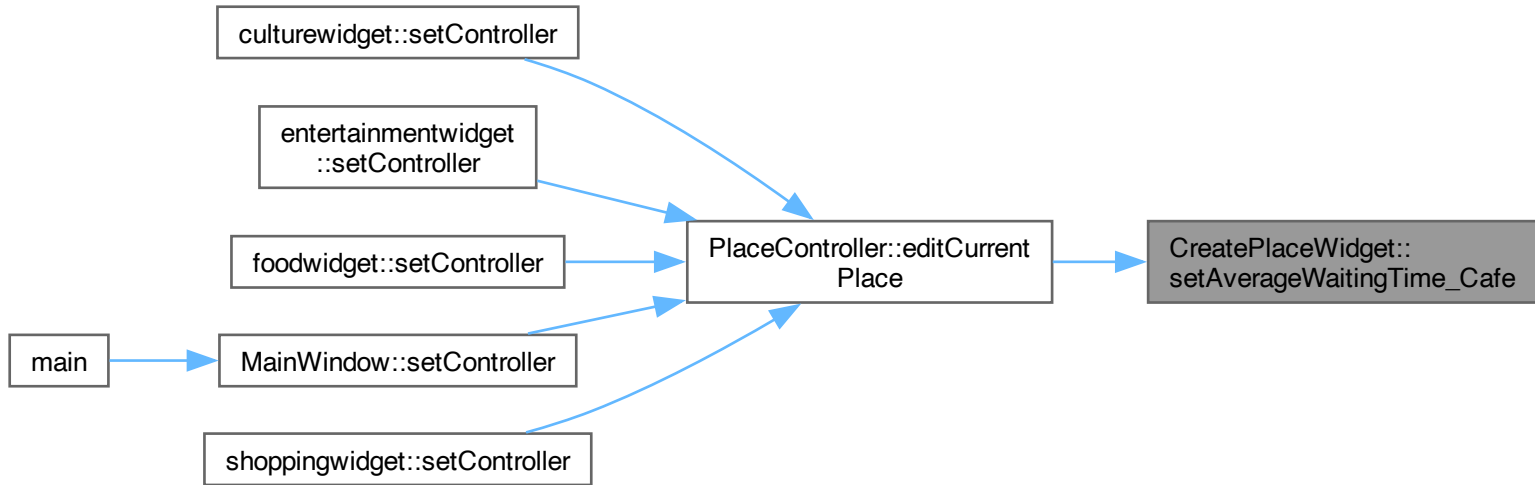 culturewidget::setController
entertainmentwidget
::setController
foodwidget::setController
main
MainWindow::setController
shoppingwidget::setController
PlaceController::editCurrent
Place
CreatePlaceWidget::
setAverageWaitingTime_Cafe